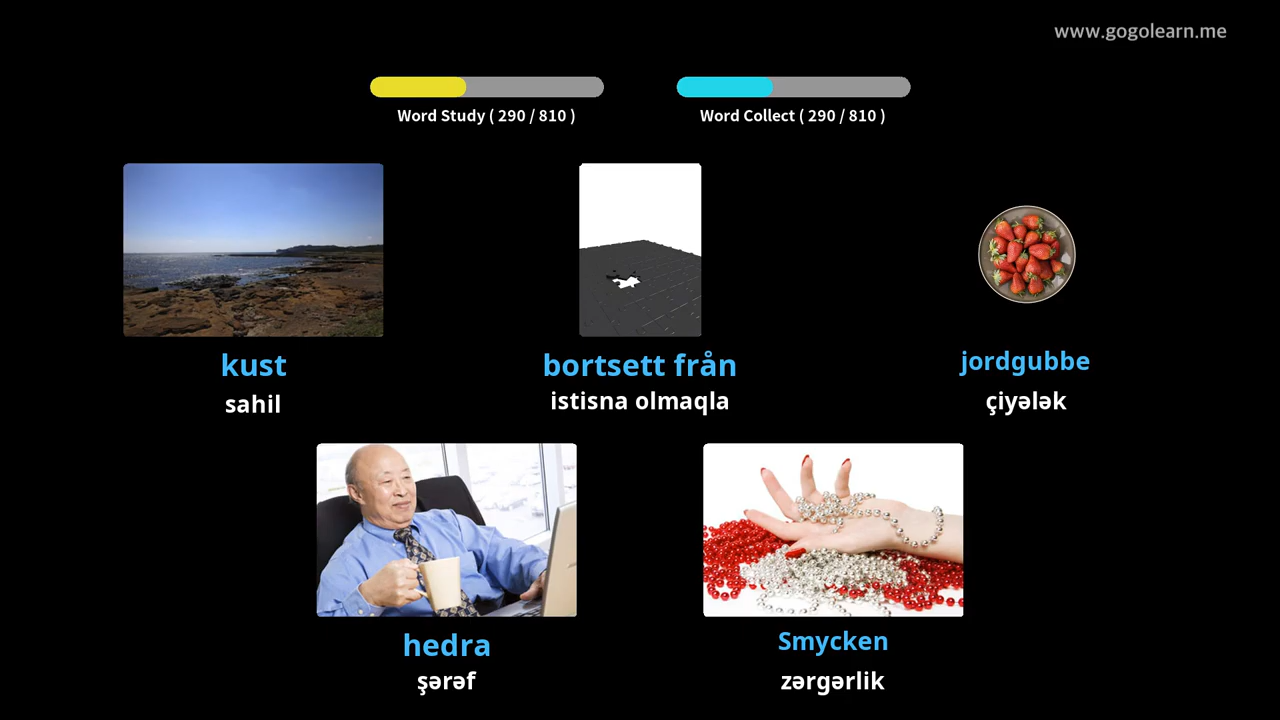 www.gogolearn.me
Word Study ( 290 / 810 )
Word Collect ( 290 / 810 )
kust
sahil
bortsett från
istisna olmaqla
jordgubbe
çiyələk
hedra
şərəf
Smycken
zərgərlik